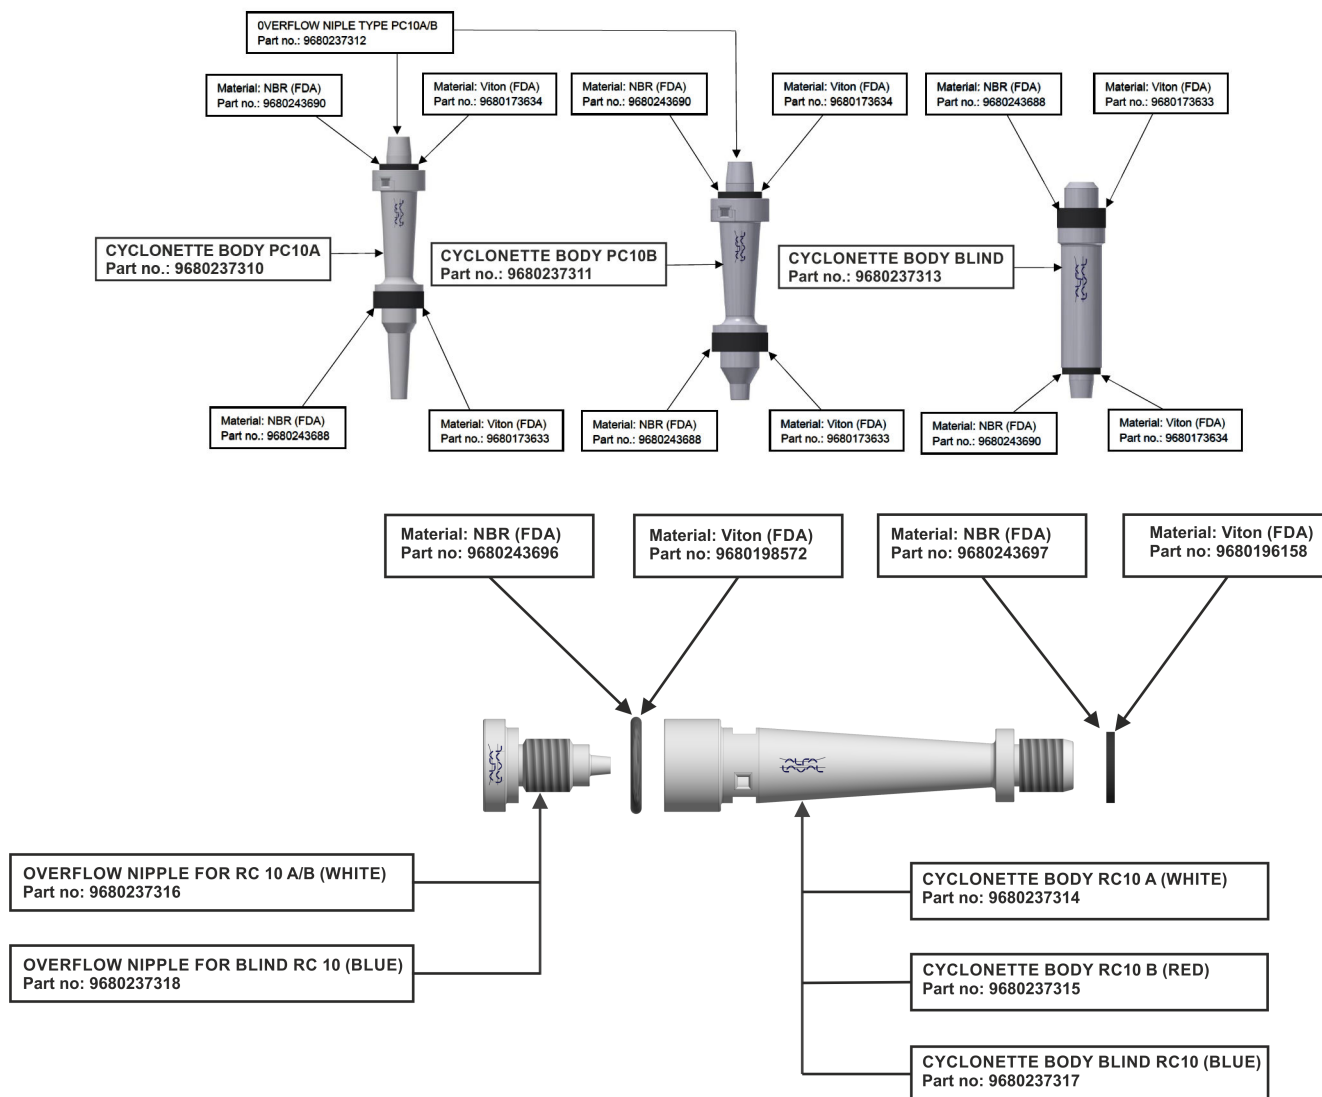 0VERFLOW NIPLE TYPE PC10A/B
Part no.: 9680237312
Material: NBR (FDA)
Part no.: 9680243690
Material: Viton (FDA)
Part no.: 9680173634
Material: NBR (FDA)
Part no.: 9680243690
Material: Viton (FDA)
Part no.: 9680173634
Material: NBR (FDA)
Part no.: 9680243688
Material: Viton (FDA)
Part no.: 9680173633
CYCLONETTE BODY PC10A
Part no.: 9680237310
CYCLONETTE BODY PC10B
Part no.: 9680237311
CYCLONETTE BODY BLIND
Part no.: 9680237313
Material: NBR (FDA)
Part no.: 9680243688
Material: Viton (FDA)
Part no.: 9680173633
Material: NBR (FDA)
Part no.: 9680243688
Material: Viton (FDA)
Part no.: 9680173633
Material: NBR (FDA)
Part no.: 9680243690
Material: Viton (FDA)
Part no.: 9680173634
Material: NBR (FDA)
Part no: 9680243696
Material: Viton (FDA)
Part no: 9680198572
Material: NBR (FDA)
Part no: 9680243697
Material: Viton (FDA)
Part no: 9680196158
ALFA
LAVAL
OVERFLOW NIPPLE FOR RC 10 A/B (WHITE)
Part no: 9680237316
OVERFLOW NIPPLE FOR BLIND RC 10 (BLUE)
Part no: 9680237318
CYCLONETTE BODY RC10 A (WHITE)
Part no: 9680237314
CYCLONETTE BODY RC10 B (RED)
Part no: 9680237315
CYCLONETTE BODY BLIND RC10 (BLUE)
Part no: 9680237317